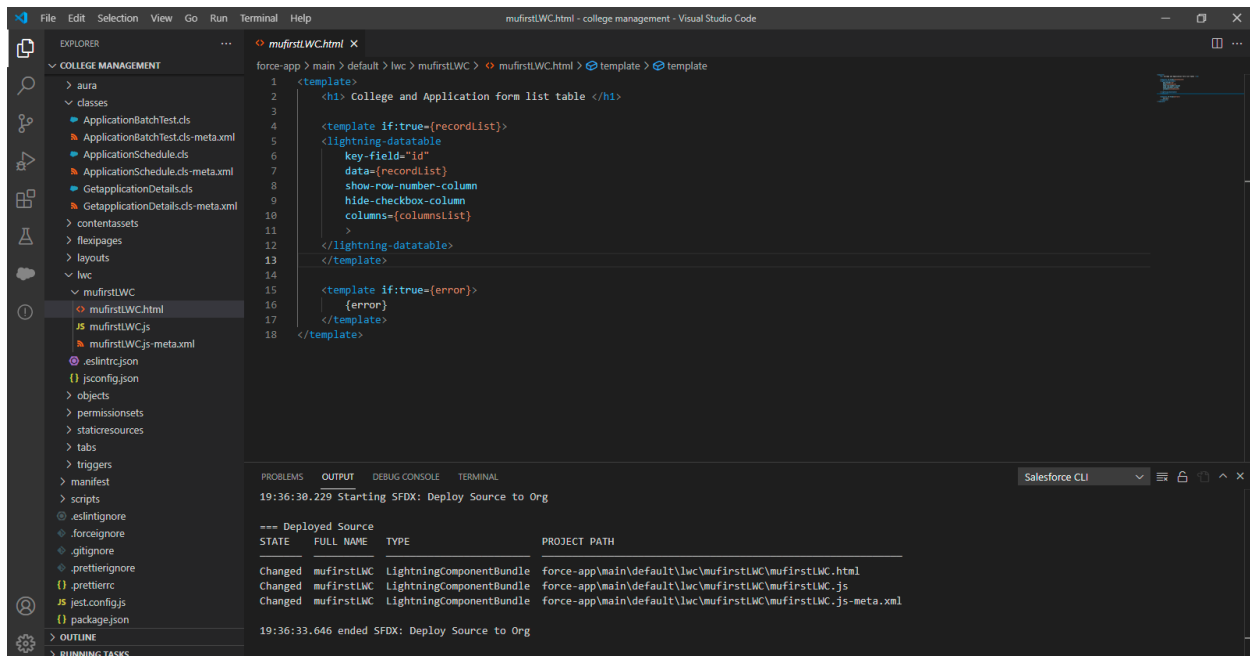 File Edit Selection View Go Run Terminal Help mufirstLWC.html - college management - Visual Studio Code
EXPLORER
COLLEGE MANAGEMENT
aura
classes
ApplicationBatchTest.cls
ApplicationBatchTest.cls-meta.xml
ApplicationSchedule.cls
ApplicationSchedule.cls-meta.xml
GetapplicationDetails.cls
GetapplicationDetails.cls-meta.xml
contentassets
flexipages
layouts
lwc
mufirstLWC
mufirstLWC.html
JS mufirstLWC.js
mufirstLWC.js-meta.xml
.eslintrc.json
{} jsconfig.json
objects
permissionsets
staticresources
tabs
triggers
manifest
scripts
.eslintignore
.forceignore
.gitignore
.prettierignore
{} .prettierrc
JS jest.config.js
{} package.json
OUTLINE
RUNNING TASKS
mufirstLWC.html
force-app > main > default > lwc > mufirstLWC > mufirstLWC.html > template > template
1 <template>
2 <h1> College and Application form list table </h1>
3
4 <template if:true={recordList}>
5 <lightning-datatable
6 key-field="id"
7 data={recordList}
8 show-row-number-column
9 hide-checkbox-column
10 columns={columnsList}
11 >
12 </lightning-datatable>
13 </template>
14
15 <template if:true={error}>
16 {error}
17 </template>
18 </template>
PROBLEMS OUTPUT DEBUG CONSOLE TERMINAL Salesforce CLI
19:36:30.229 Starting SFDX: Deploy Source to Org
=== Deployed Source
STATE FULL NAME TYPE PROJECT PATH
Changed mufirstLWC LightningComponentBundle force-app\main\default\lwc\mufirstLWC\mufirstLWC.html
Changed mufirstLWC LightningComponentBundle force-app\main\default\lwc\mufirstLWC\mufirstLWC.js
Changed mufirstLWC LightningComponentBundle force-app\main\default\lwc\mufirstLWC\mufirstLWC.js-meta.xml
19:36:33.646 ended SFDX: Deploy Source to Org